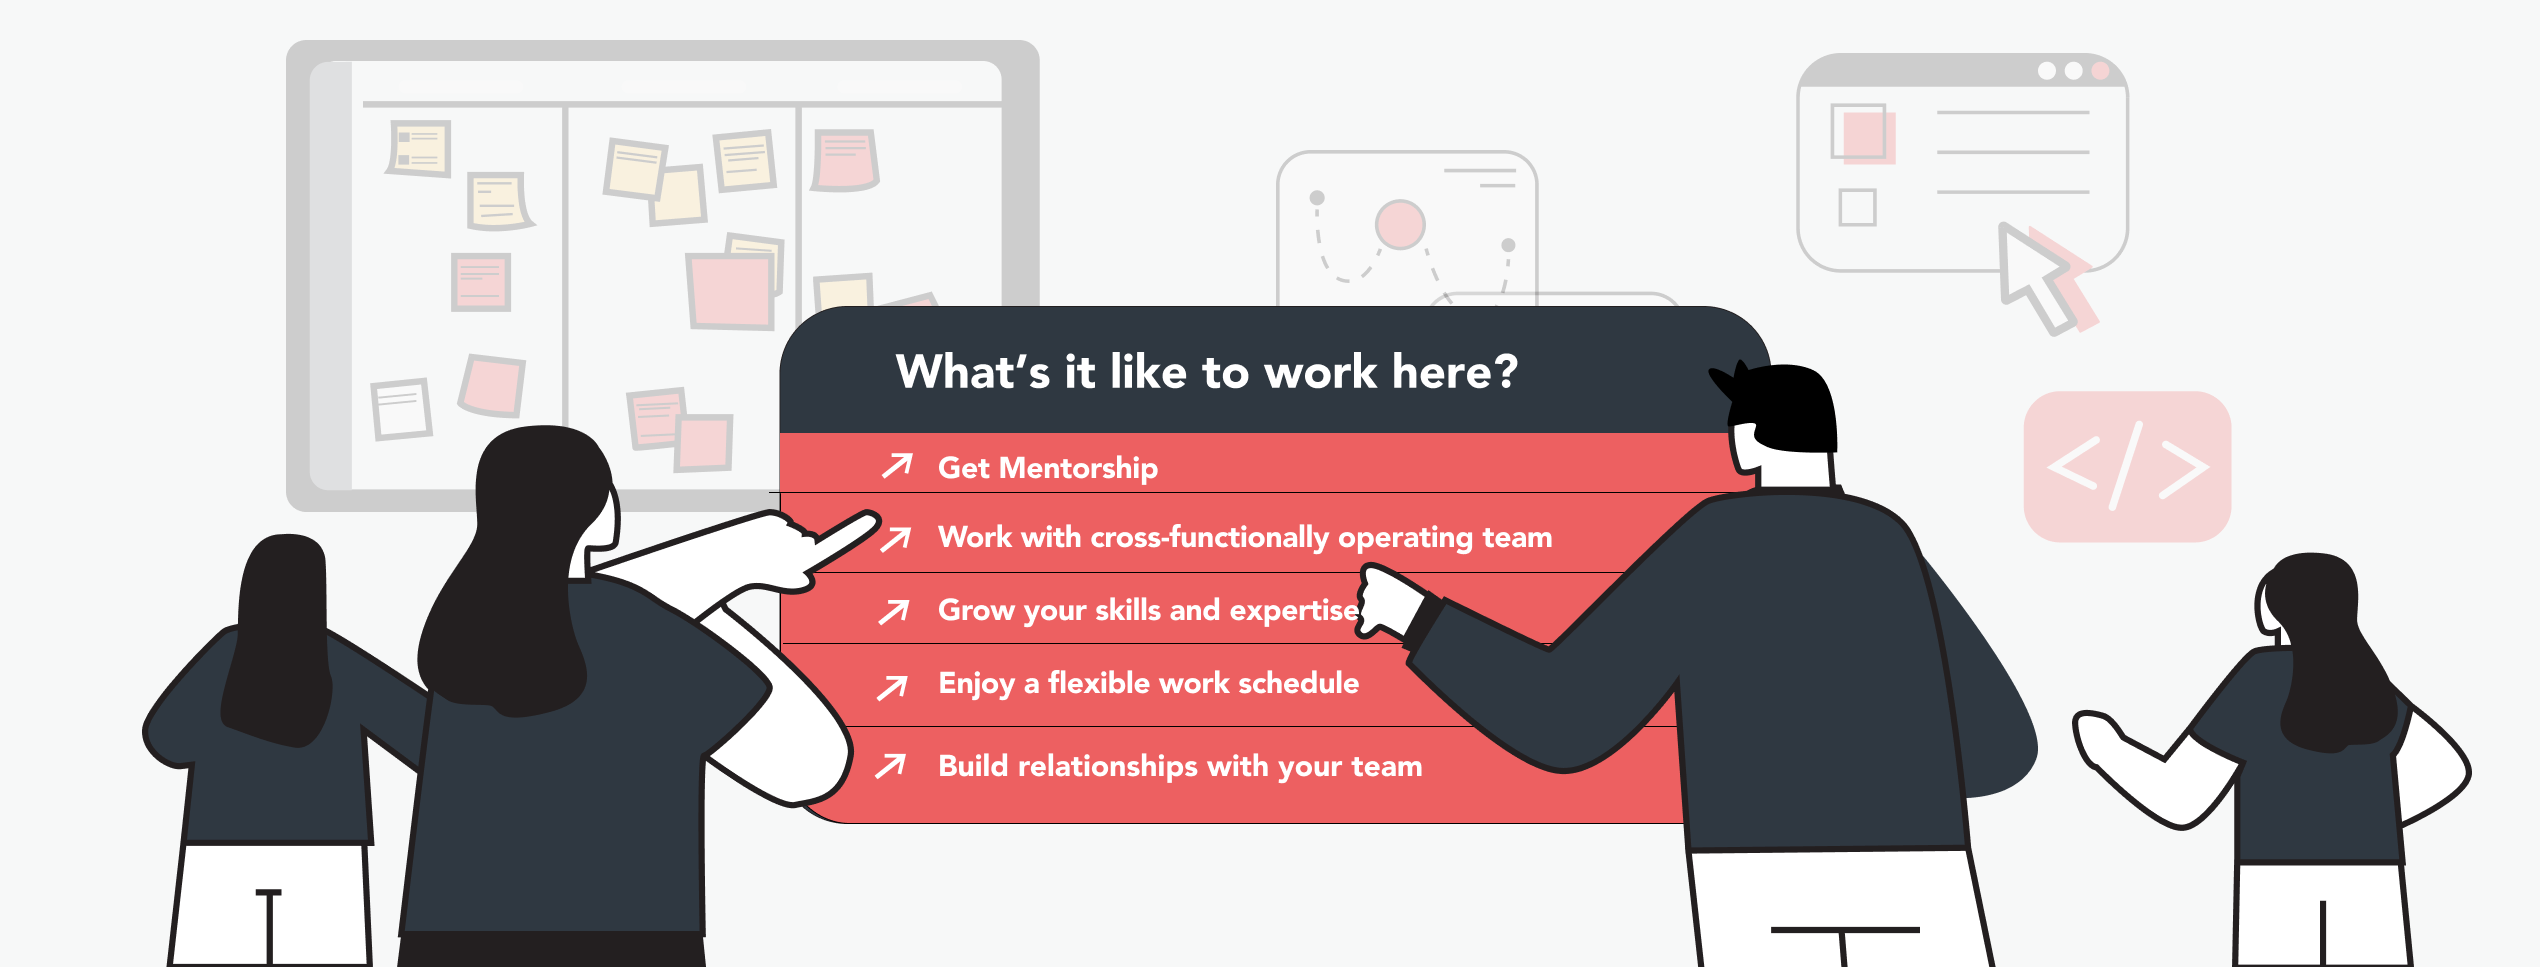 What's it like to work here?
Get Mentorship
Work with cross-functionally operating team
Grow your skills and expertise
Enjoy a flexible work schedule
Build relationships with your team
</>